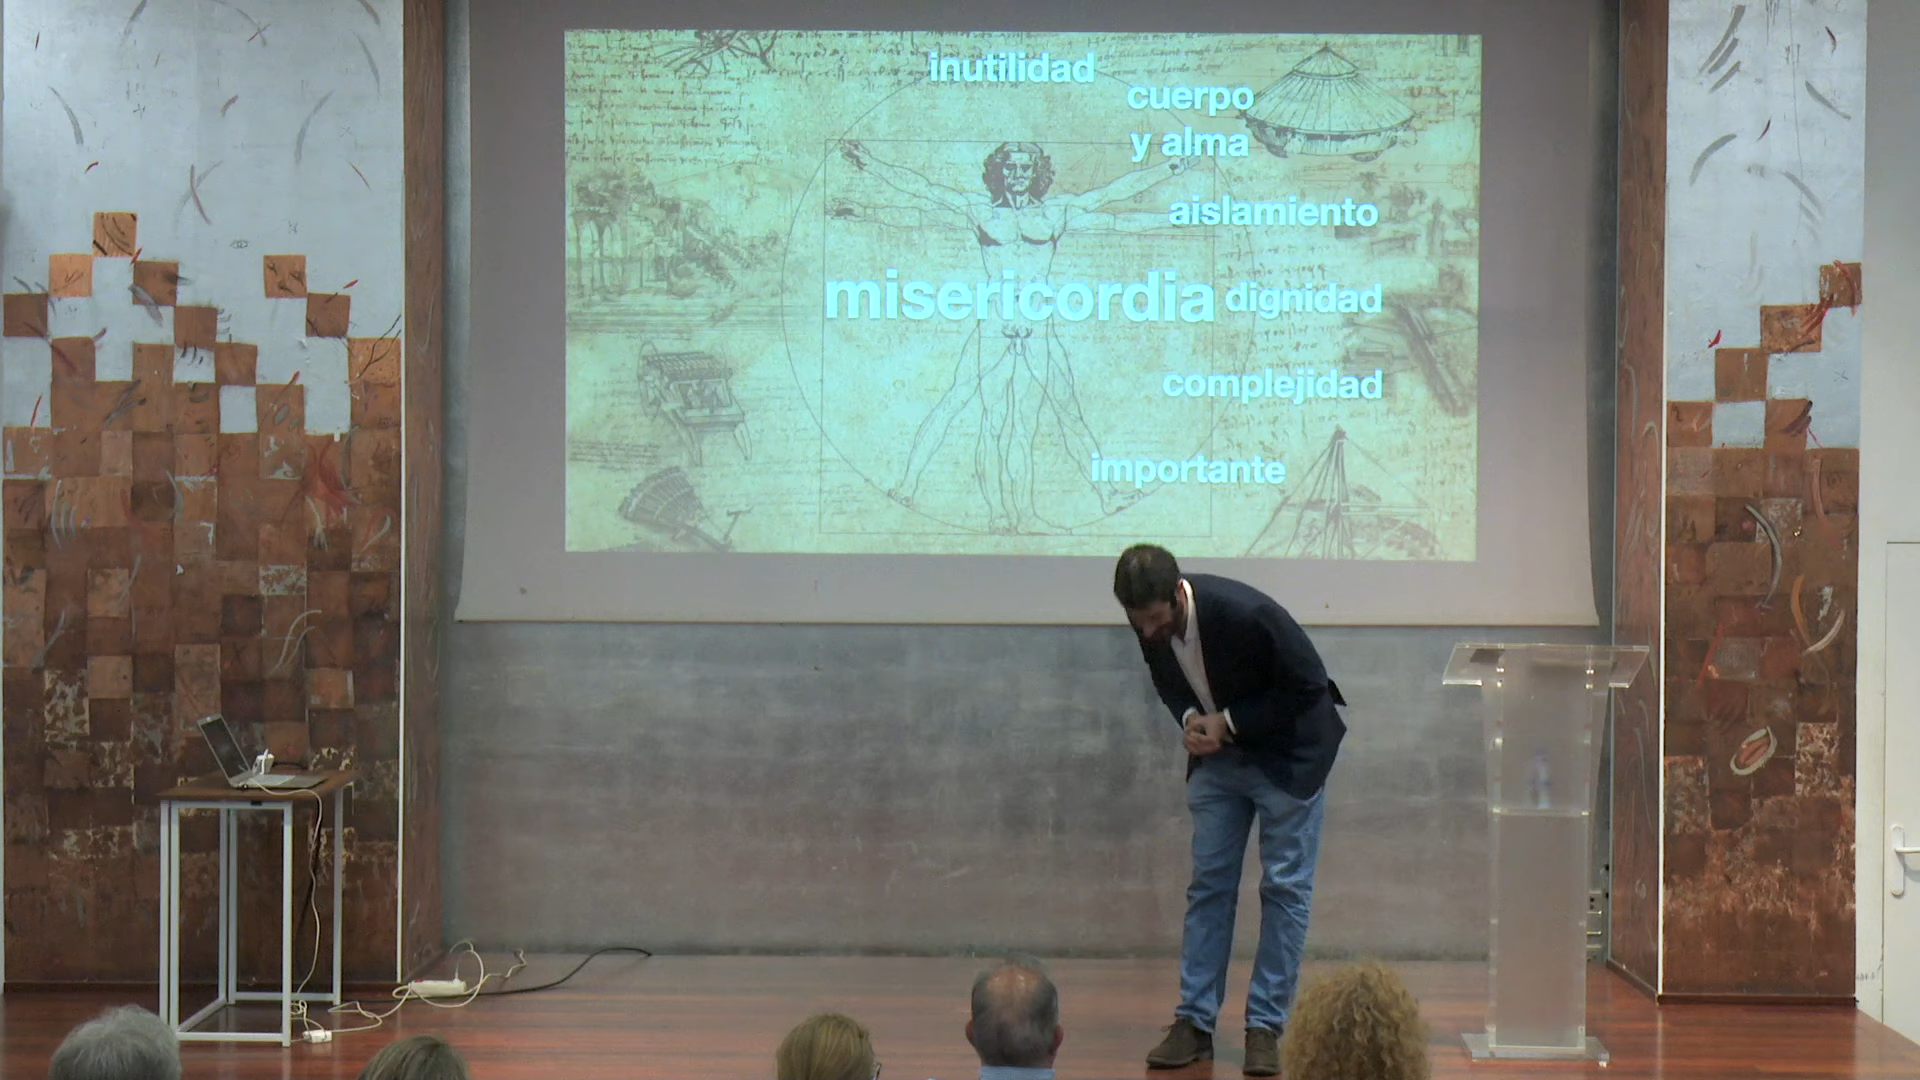 inutilidad
cuerpo
y alma
aislamiento
misericordia dignidad
complejidad
importante